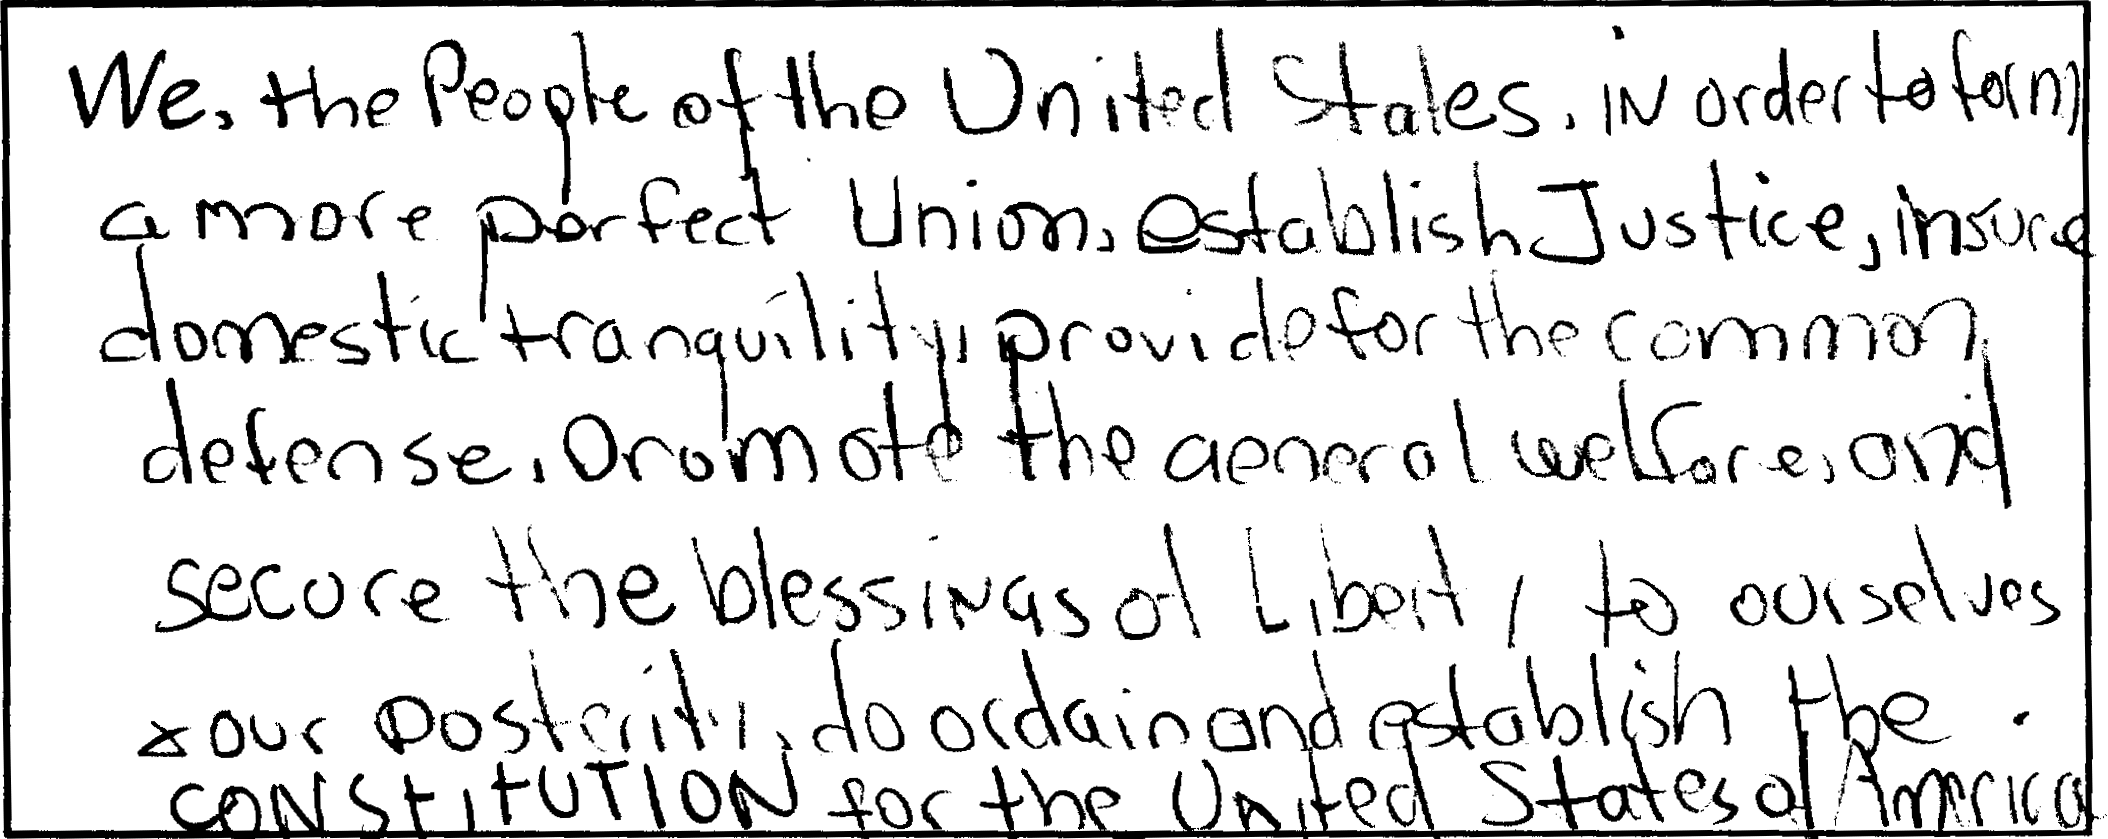 We, the People of the United States, in order to form
a more perfect Union, establish Justice, insure
domestic tranquility, provide for the common
defense, promote the general welfare, and
secure the blessings of Liberty to ourselves
& our posterity, do ordain and establish the
CONSTITUTION for the United States of America